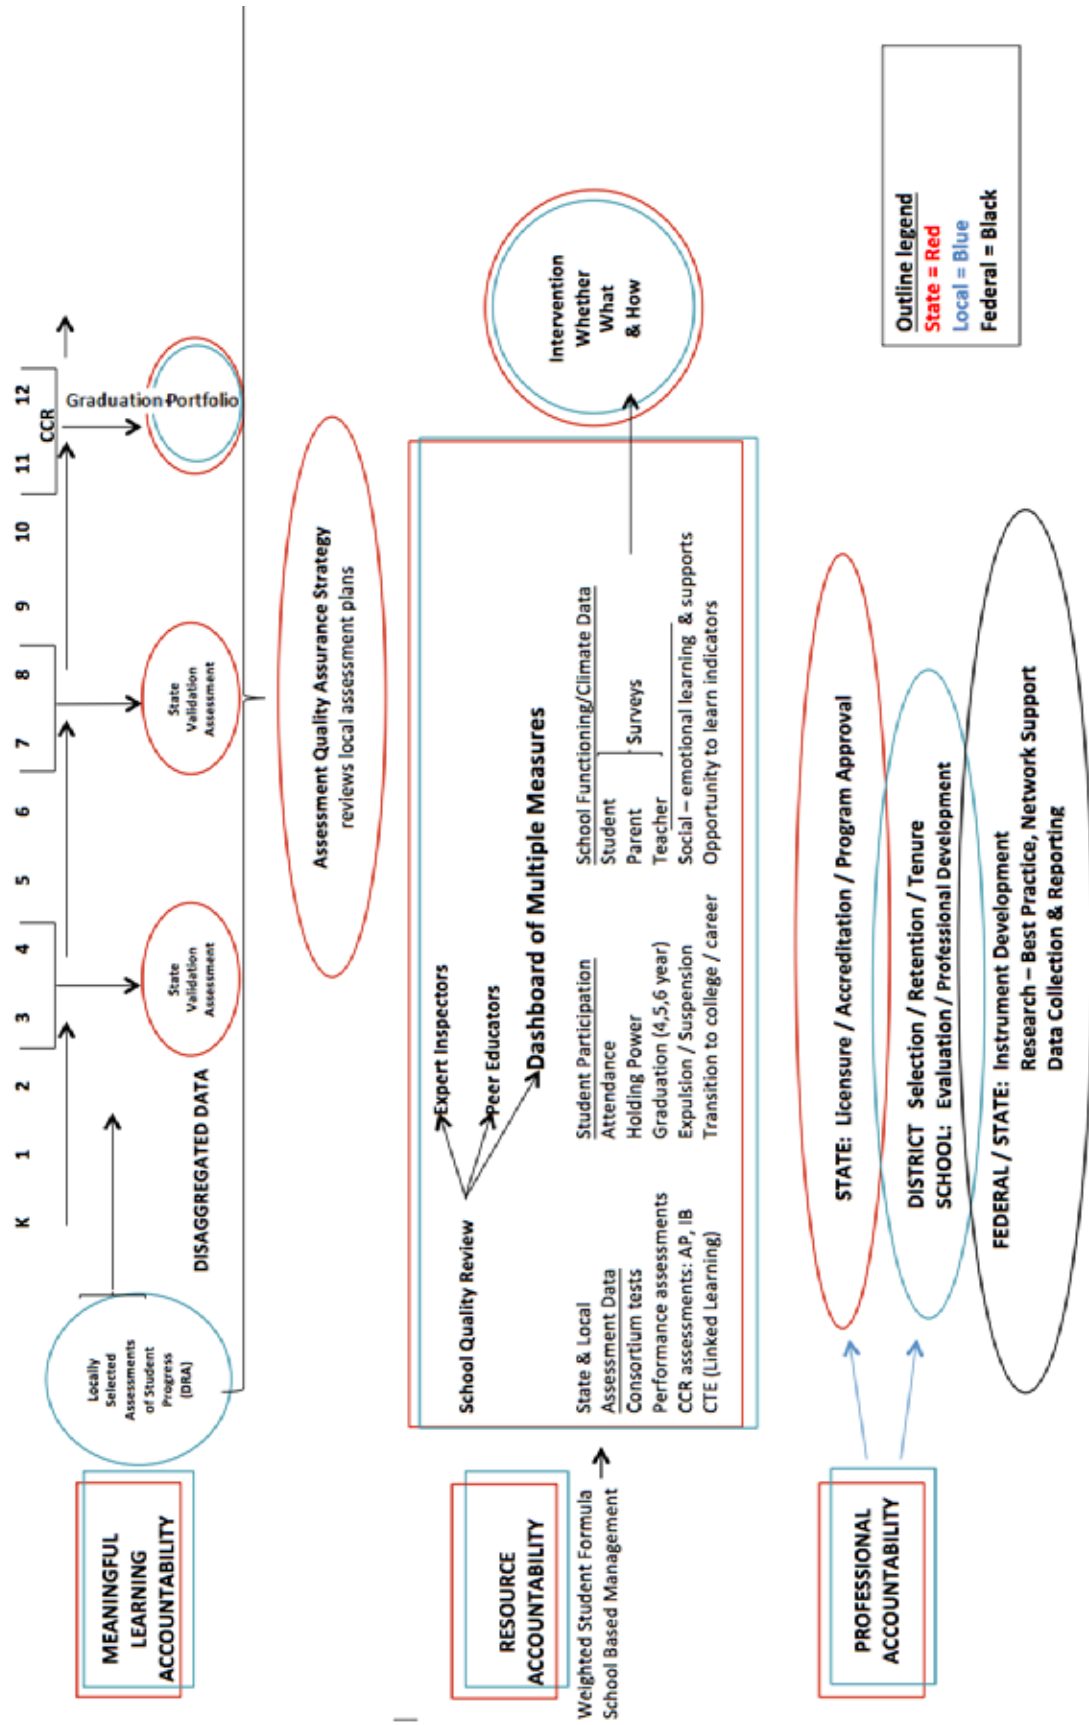 K 1 2 3 4 5 6 7 8 9 10 11 12
CCR
MEANINGFUL
LEARNING
ACCOUNTABILITY
Locally
Selected
Assessments
of Student
Progress
(DRA)
DISAGGREGATED DATA
State
Validation
Assessment
State
Validation
Assessment
Graduation Portfolio
Assessment Quality Assurance Strategy
reviews local assessment plans
RESOURCE
ACCOUNTABILITY
Weighted Student Formula
School Based Management
School Quality Review
Expert Inspectors
Peer Educators
Dashboard of Multiple Measures
State & Local
Assessment Data
Consortium tests
Performance assessments
CCR assessments: AP, IB
CTE (Linked Learning)
Student Participation
Attendance
Holding Power
Graduation (4,5,6 year)
Expulsion / Suspension
Transition to college / career
School Functioning/Climate Data
Student
Parent
Surveys
Teacher
Social – emotional learning & supports
Opportunity to learn indicators
Intervention
Whether
What
& How
PROFESSIONAL
ACCOUNTABILITY
STATE: Licensure / Accreditation / Program Approval
DISTRICT Selection / Retention / Tenure
SCHOOL: Evaluation / Professional Development
FEDERAL / STATE: Instrument Development
Research – Best Practice, Network Support
Data Collection & Reporting
Outline legend
State = Red
Local = Blue
Federal = Black